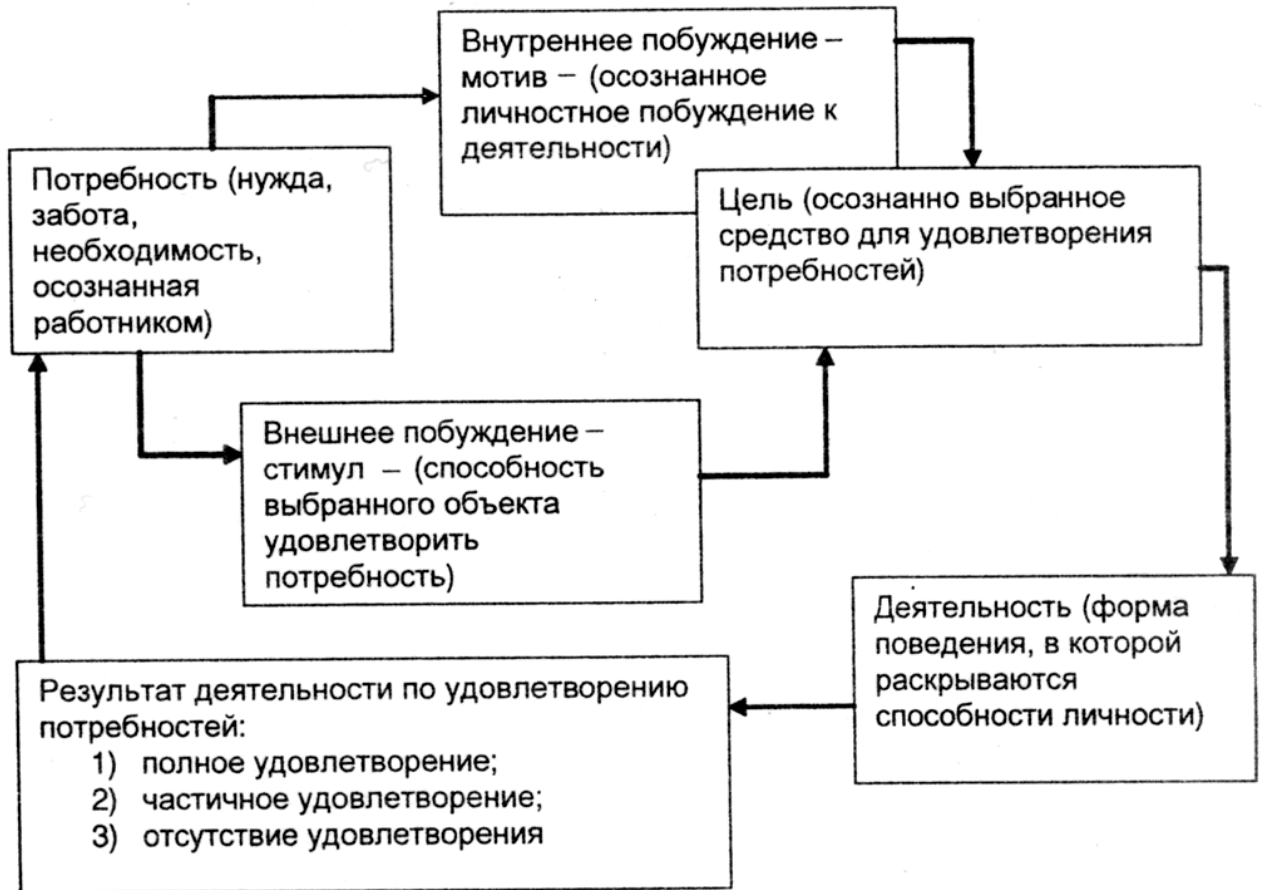 Внутреннее побуждение –
мотив – (осознанное
личностное побуждение к
деятельности)
Потребность (нужда,
забота,
необходимость,
осознанная
работником)
Цель (осознанно выбранное
средство для удовлетворения
потребностей)
Внешнее побуждение –
стимул – (способность
выбранного объекта
удовлетворить
потребность)
Деятельность (форма
поведения, в которой
раскрываются
способности личности)
Результат деятельности по удовлетворению
потребностей:
1) полное удовлетворение;
2) частичное удовлетворение;
3) отсутствие удовлетворения